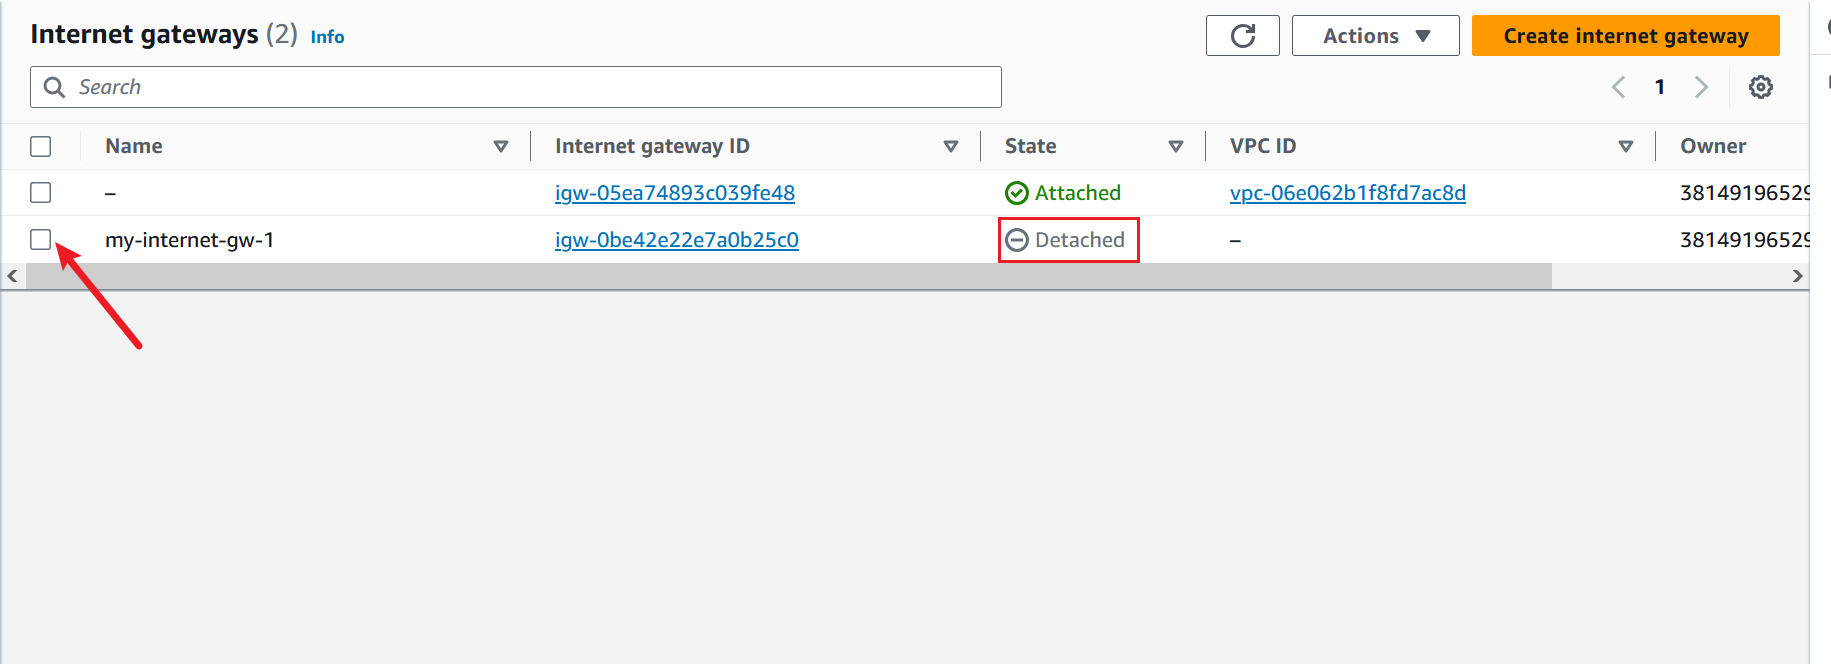 Internet gateways (2) Info
Actions
Create internet gateway
Search
1
Name Internet gateway ID State VPC ID Owner
– igw-05ea74893c039fe48 Attached vpc-06e062b1f8fd7ac8d 38149196529
my-internet-gw-1 igw-0be42e22e7a0b25c0 Detached – 38149196529